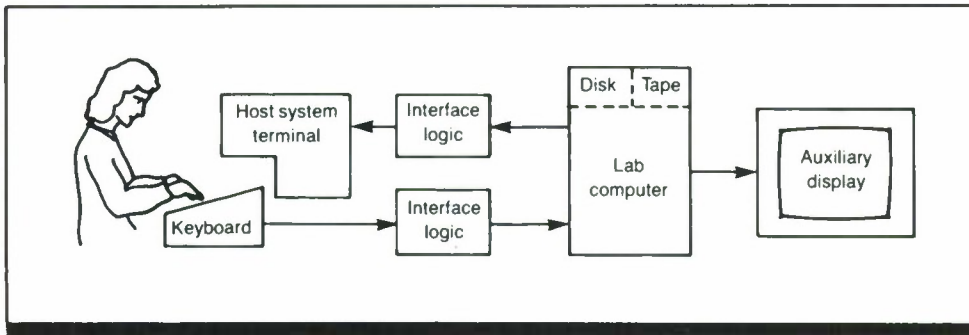 Host system
terminal
Interface
logic
Disk
Tape
Lab
computer
Auxiliary
display
Keyboard
Interface
logic